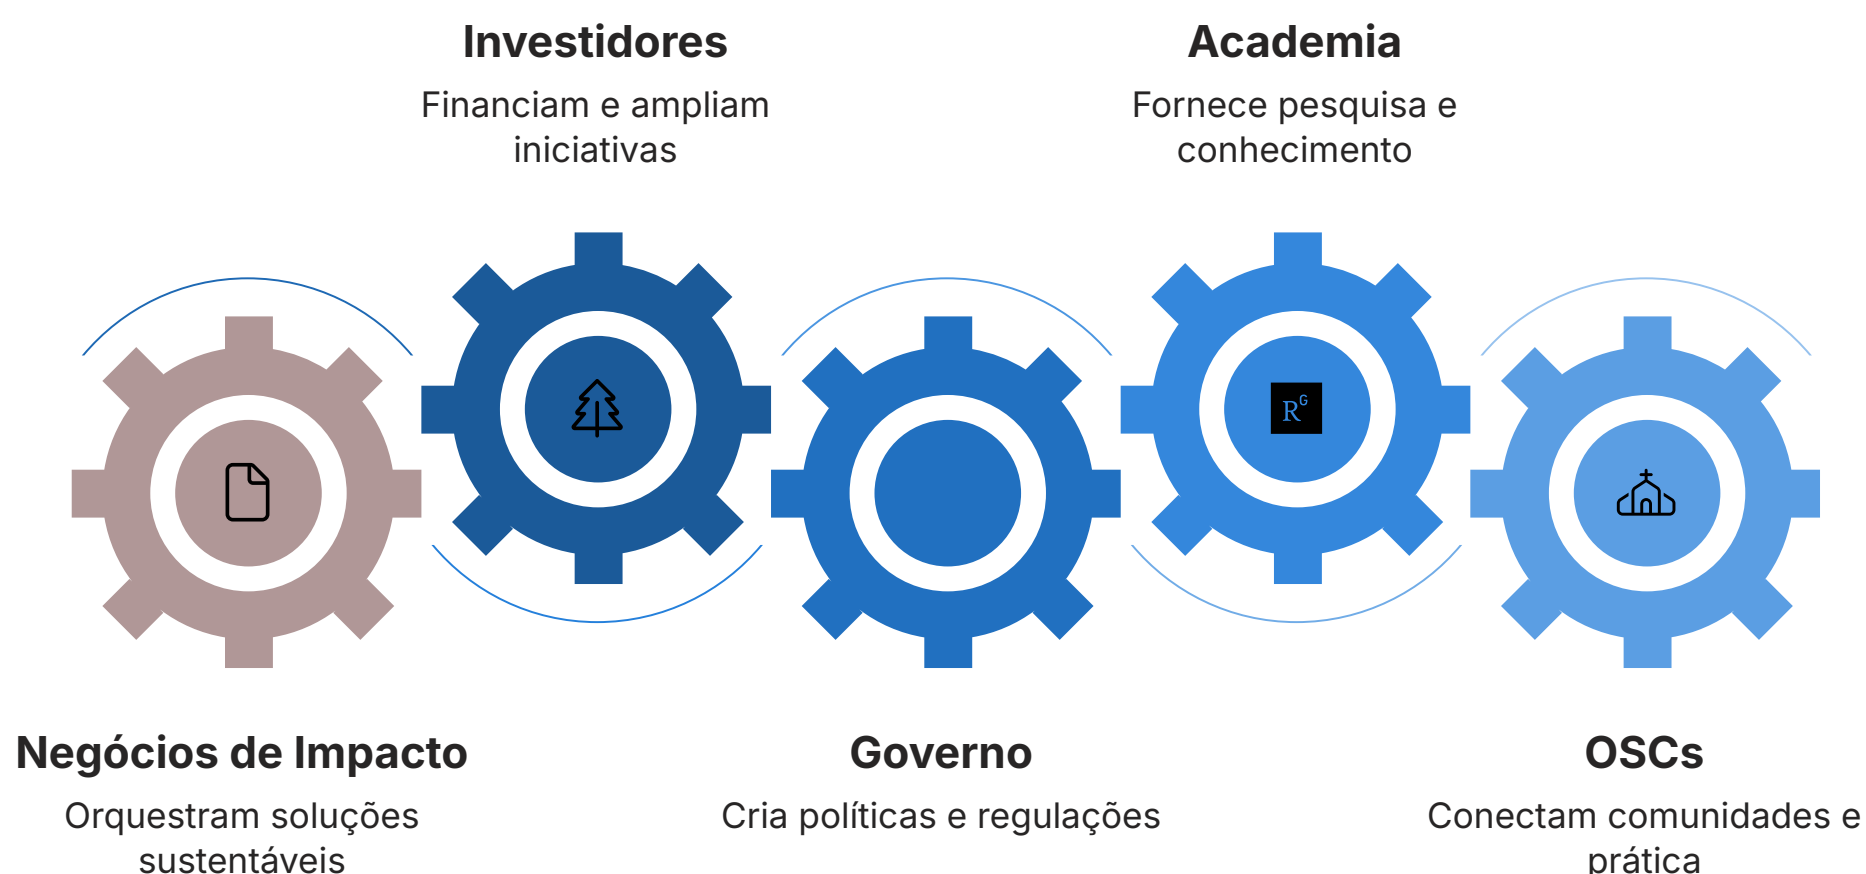 Investidores
Financiam e ampliam
iniciativas
Academia
Fornece pesquisa e
conhecimento
RG
Negócios de Impacto
Orquestram soluções
sustentáveis
Governo
Cria políticas e regulações
OSCs
Conectam comunidades e
prática